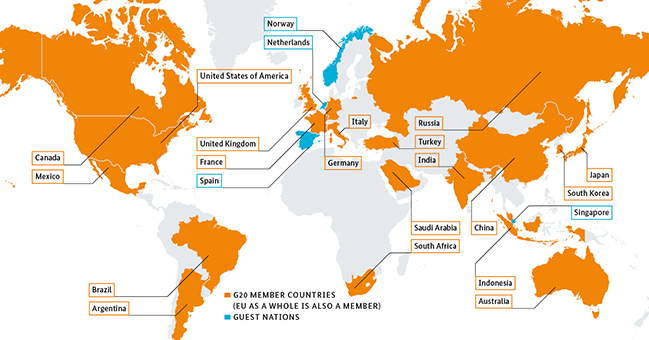 Norway
Netherlands
United States of America
Italy
Russia
United Kingdom
Turkey
Canada
France
Germany
India
Mexico
Spain
Japan
South Korea
Singapore
Saudi Arabia
China
South Africa
Brazil
Indonesia
Argentina
Australia
G20 MEMBER COUNTRIES
(EU AS A WHOLE IS ALSO A MEMBER)
GUEST NATIONS